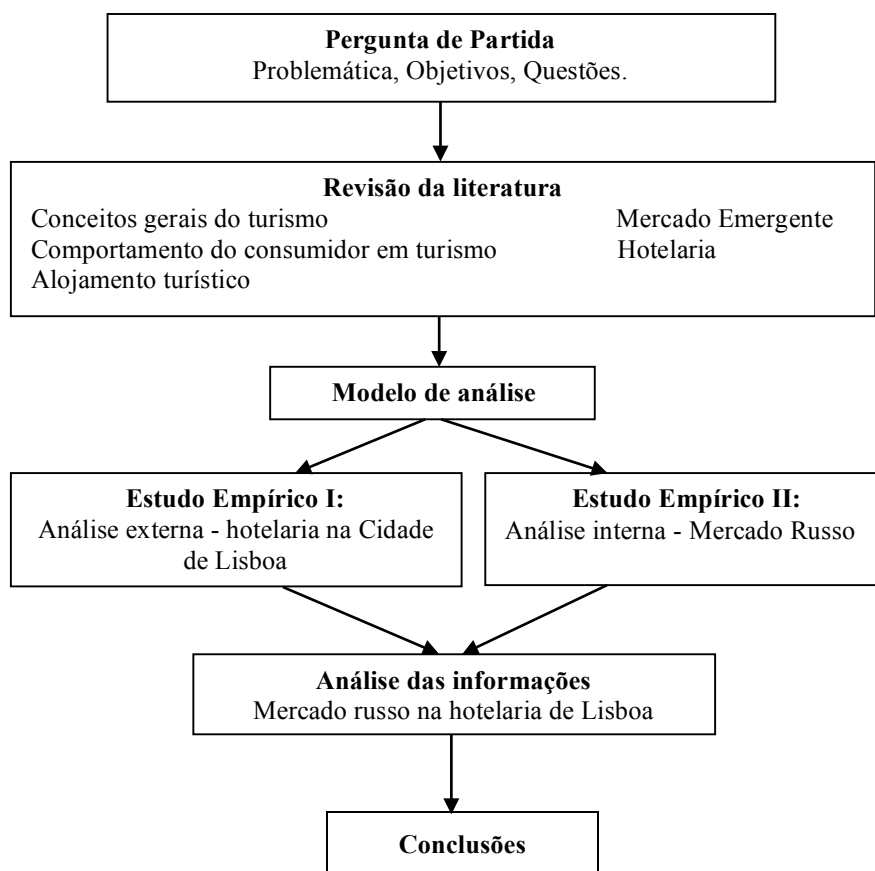 Pergunta de Partida
Problemática, Objetivos, Questões.
Revisão da literatura
Conceitos gerais do turismo Mercado Emergente
Comportamento do consumidor em turismo Hotelaria
Alojamento turístico
Modelo de análise
Estudo Empírico I:
Análise externa - hotelaria na Cidade
de Lisboa
Estudo Empírico II:
Análise interna - Mercado Russo
Análise das informações
Mercado russo na hotelaria de Lisboa
Conclusões